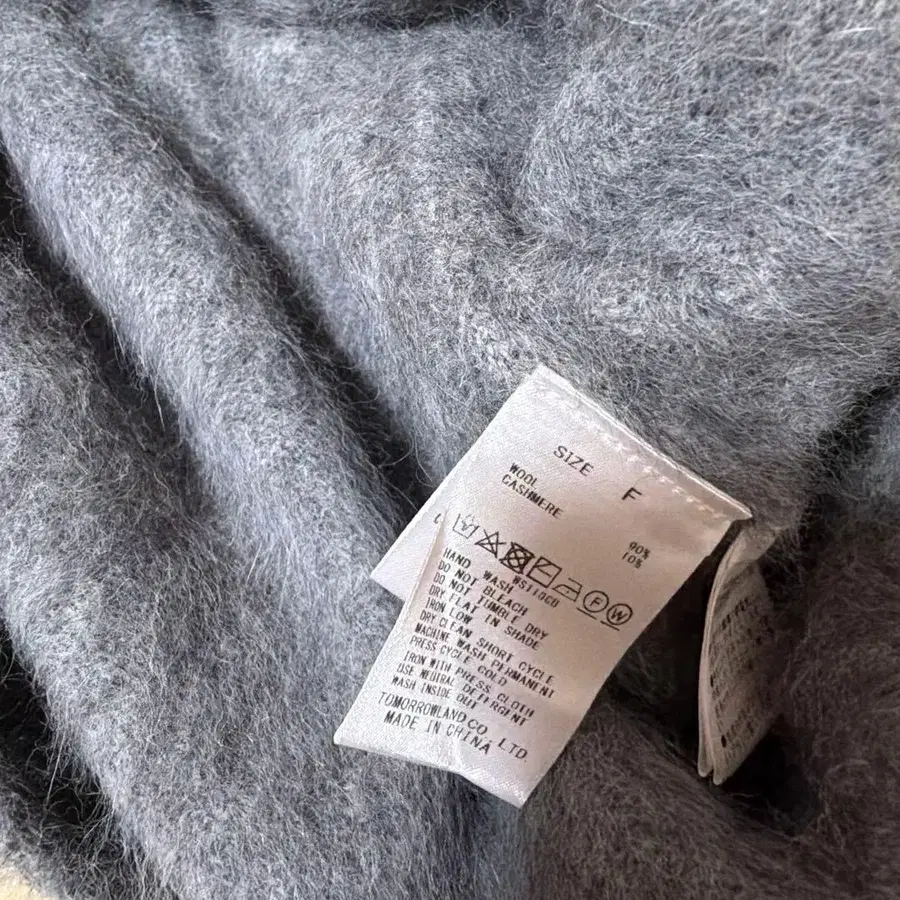 SIZE F
WOOL 90%
CASHMERE 10%
F W
WS110CD
HAND WASH
DO NOT BLEACH
DO NOT TUMBLE DRY
DRY FLAT IN SHADE
IRON LOW
DRY CLEAN SHORT CYCLE
MACHINE WASH PERMANENT
PRESS CYCLE COLD
IRON WITH PRESS CLOTH
USE NEUTRAL DETERGENT
WASH INSIDE OUT
TOMORROWLAND CO., LTD.
MADE IN CHINA